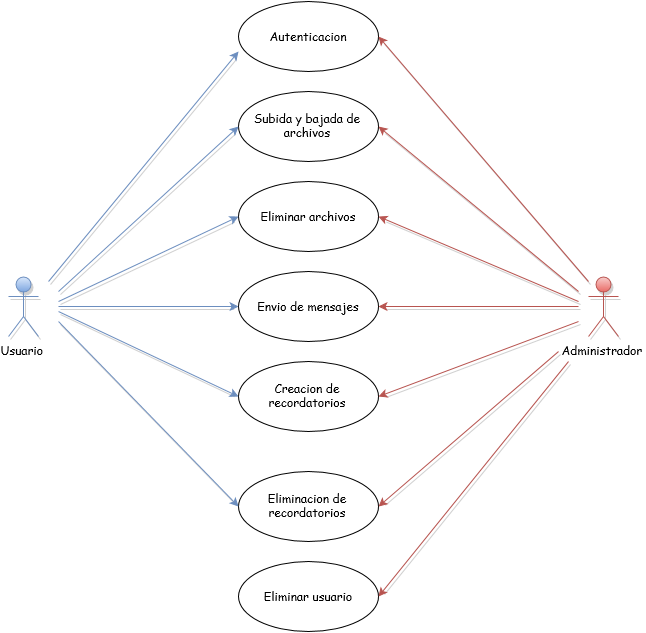 Autenticacion
Subida y bajada de
archivos
Eliminar archivos
Envio de mensajes
Usuario
Administrador
Creacion de
recordatorios
Eliminacion de
recordatorios
Eliminar usuario